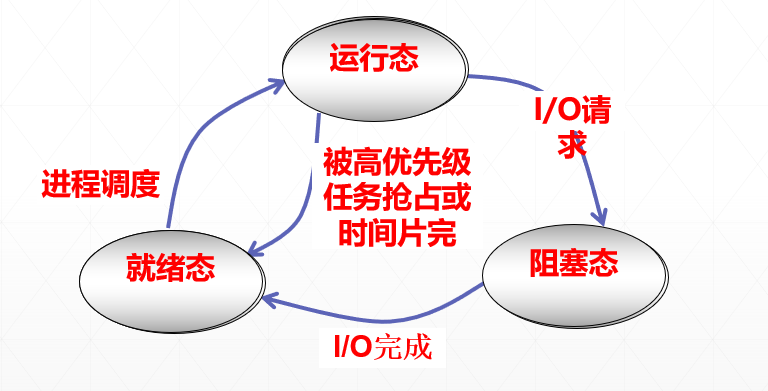 运行态
I/O请
求
进程调度
被高优先级
任务抢占或
时间片完
就绪态
阻塞态
I/O完成